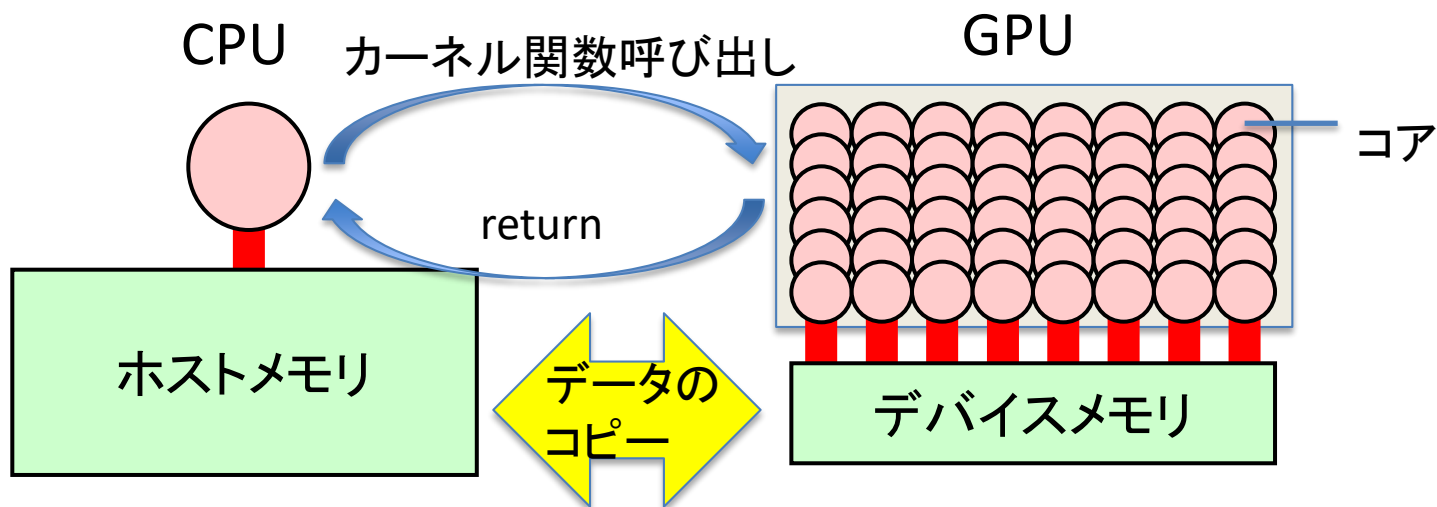 CPU
カーネル関数呼び出し
GPU
コア
return
ホストメモリ
データの
コピー
デバイスメモリ